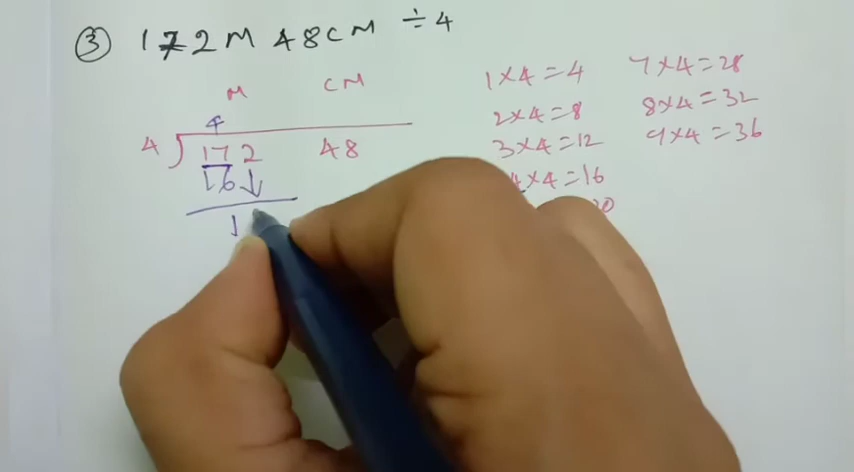 ③ 172 M 48 CM ÷ 4
M CM
4
4 ) 172 48
16 ↓
1
1 × 4 = 4
2 × 4 = 8
3 × 4 = 12
4 × 4 = 16
7 × 4 = 28
8 × 4 = 32
9 × 4 = 36